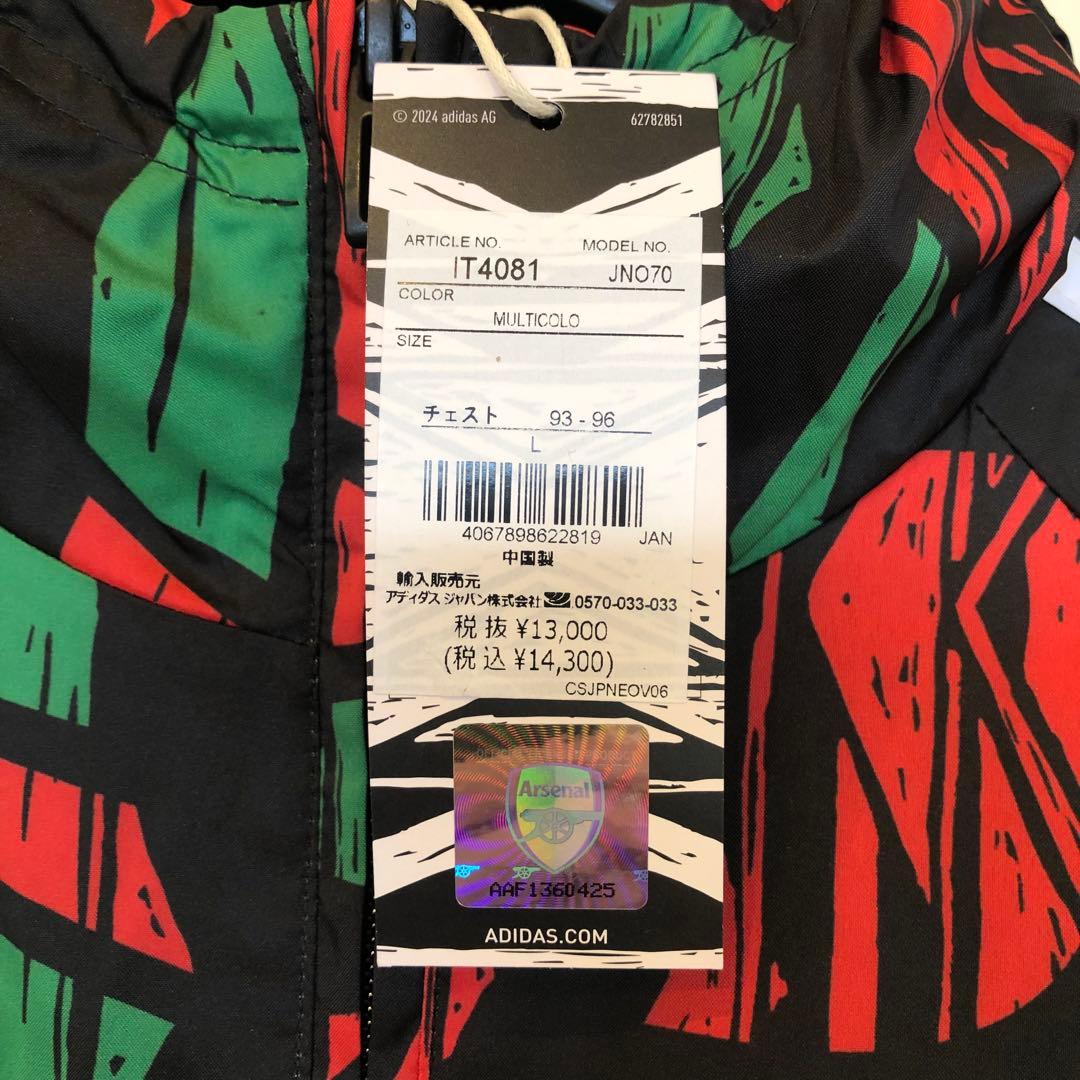 © 2024 adidas AG 62782851
ARTICLE NO. MODEL NO.
IT4081 JNO70
COLOR
MULTICOLO
SIZE
チェスト 93 - 96
L
4067898622819 JAN
中国製
輸入販売元
アディダス ジャパン株式会社 0570-033-033
税 抜 ¥13,000
(税 込 ¥14,300)
CSJPNEOV06
Arsenal
AAF1360425
ADIDAS.COM